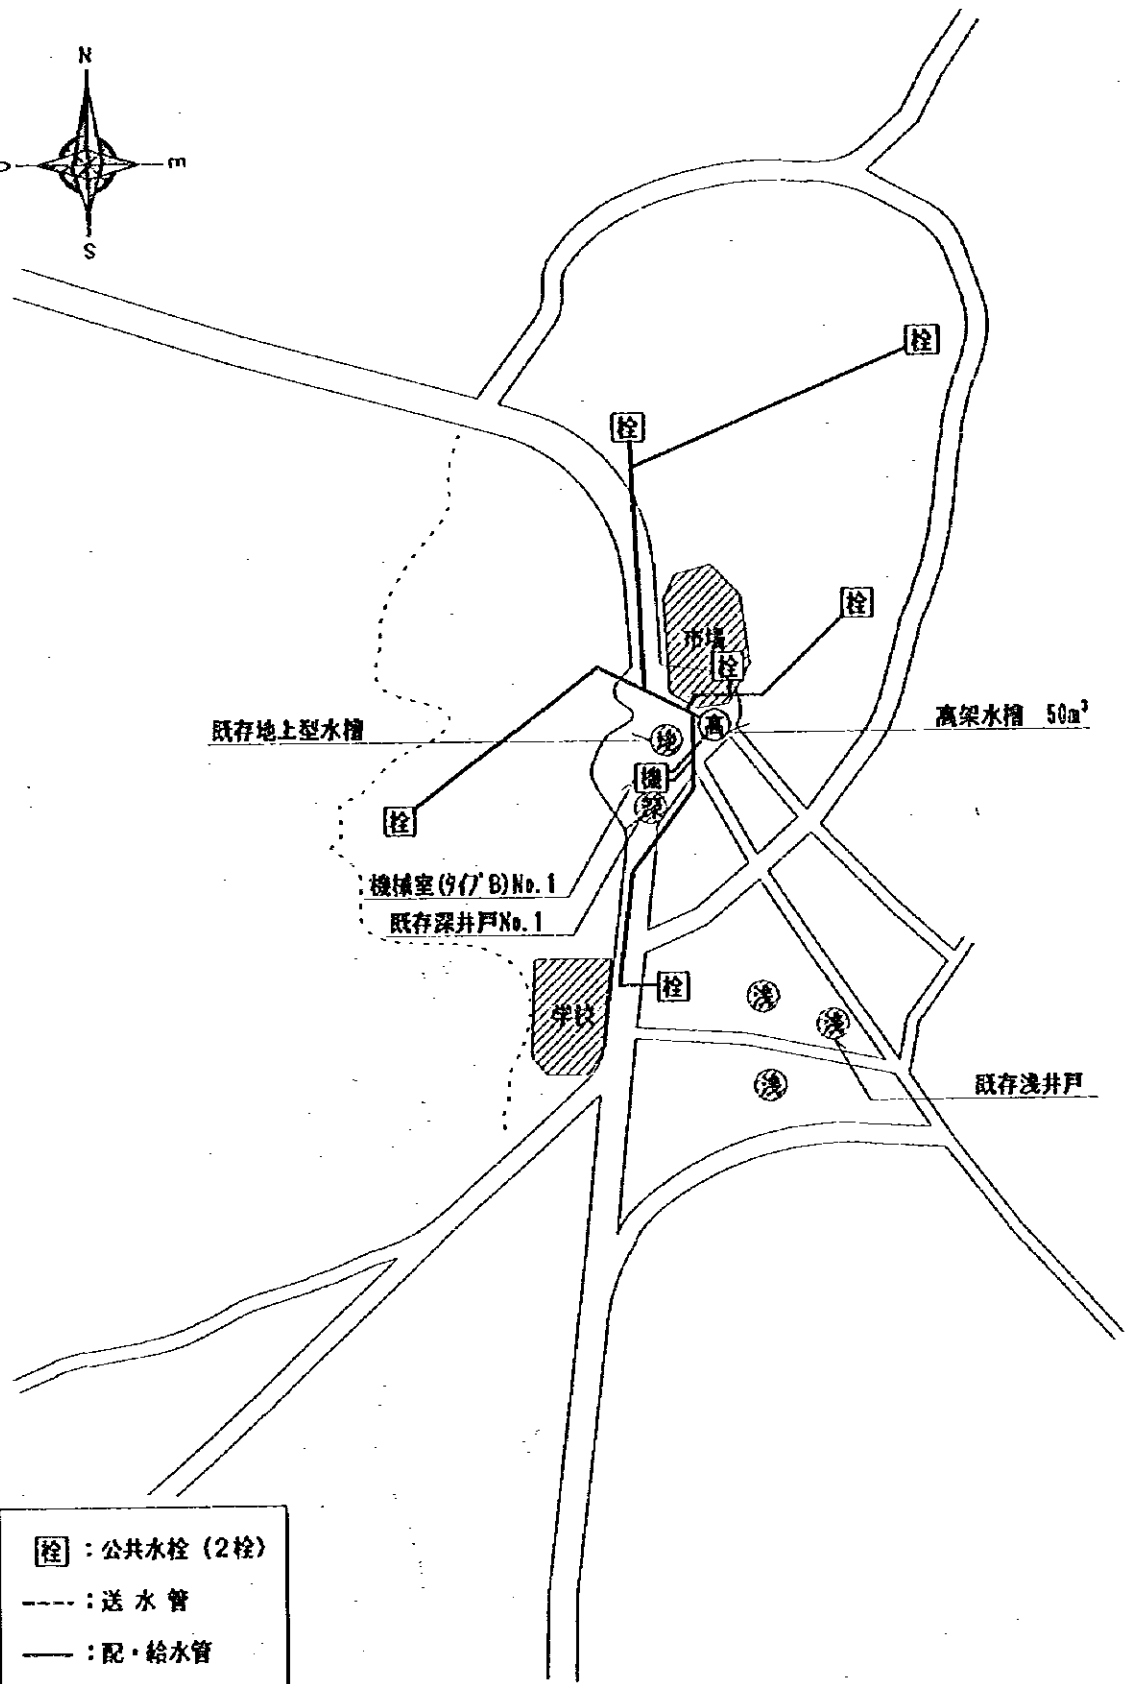 N
E
S
栓
栓
栓
市場
栓
高
高架水槽 50m³
既存地上型水槽
地
機
深
栓
機械室(ﾀｲﾌﾟB)No.1
既存深井戸No.1
栓
浅
学校
浅
浅
既存浅井戸
栓:公共水栓(2栓)
----:送水管
——:配・給水管